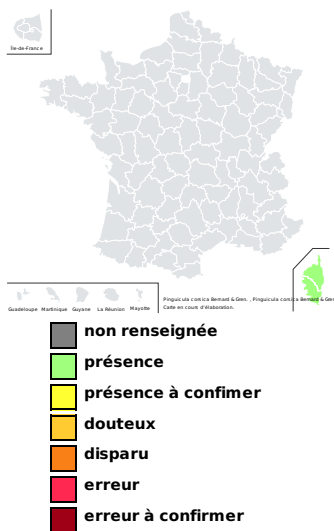 Île-de-France
Guadeloupe Martinique Guyane La Réunion Mayotte
Pinguicula corsica Bernard & Gren. , Pinguicula corsica Bernard & Gren
Carte en cours d'élaboration.
non renseignée
présence
présence à confimer
douteux
disparu
erreur
erreur à confirmer